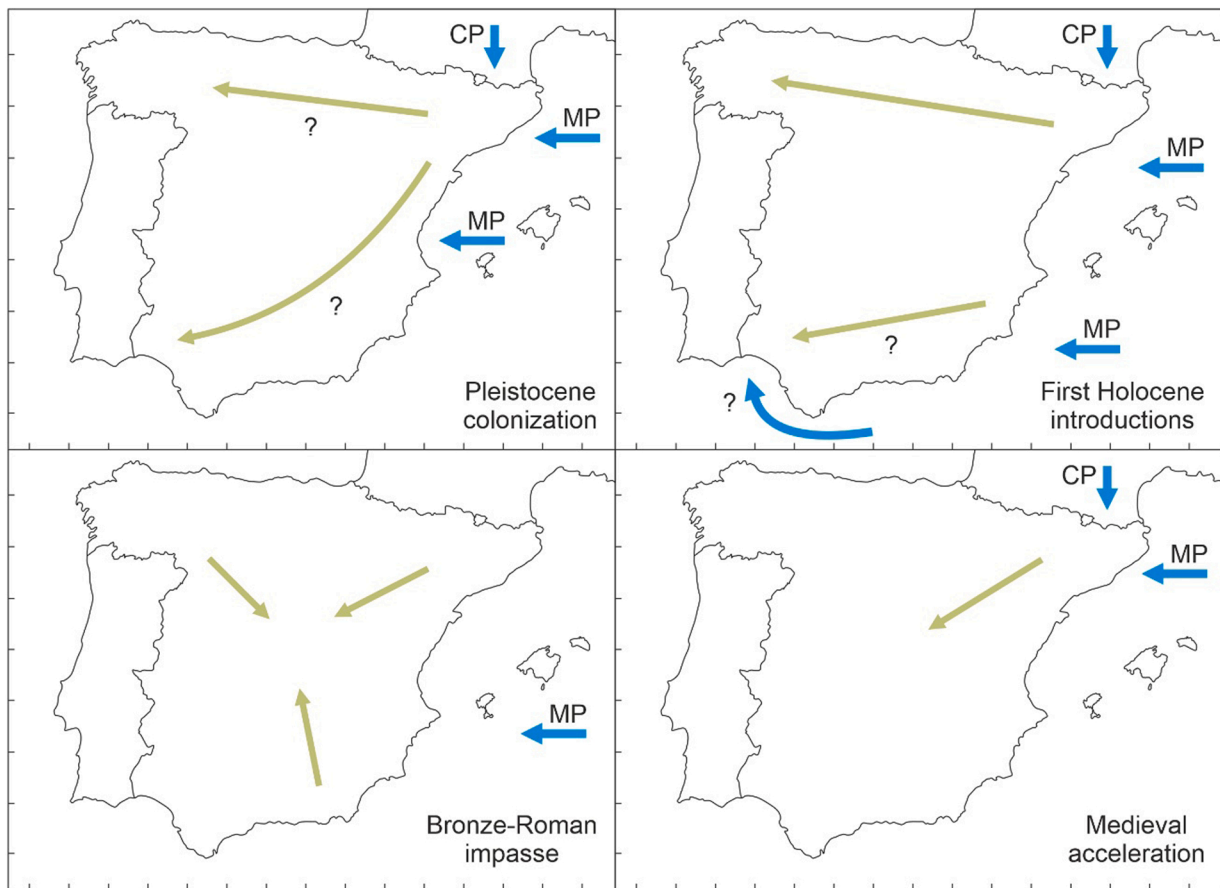 CP
MP
?
MP
?
Pleistocene
colonization
CP
MP
MP
?
?
First Holocene
introductions
MP
Bronze-Roman
impasse
CP
MP
Medieval
acceleration